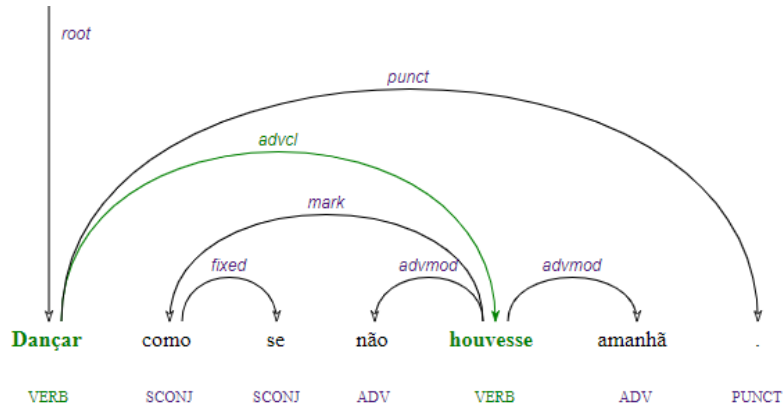 root
punct
advcl
mark
fixed advmod advmod
Dançar como se não houvesse amanhã .
VERB SCONJ SCONJ ADV VERB ADV PUNCT